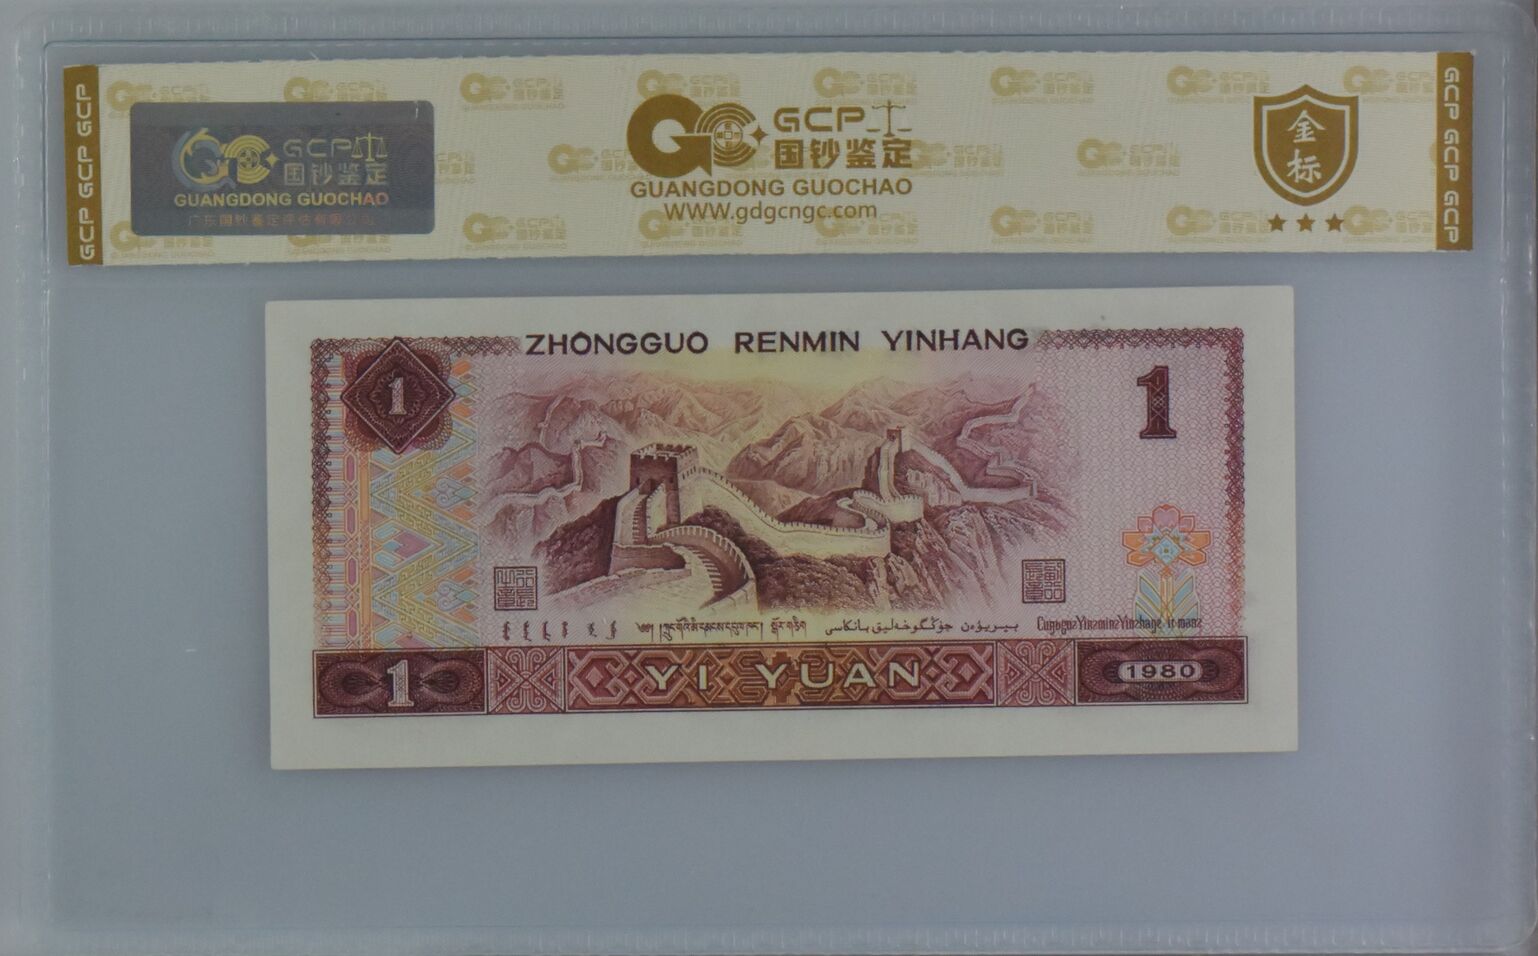 GCP GCP GCP
GCP 国钞鉴定
GUANGDONG GUOCHAO
广东国钞鉴定评估有限公司
GCP
国钞鉴定
GUANGDONG GUOCHAO
WWW.gdgcngc.com
金标
GCP GCP GCP
ZHONGGUO RENMIN YINHANG
1
1
1
YI YUAN
1980